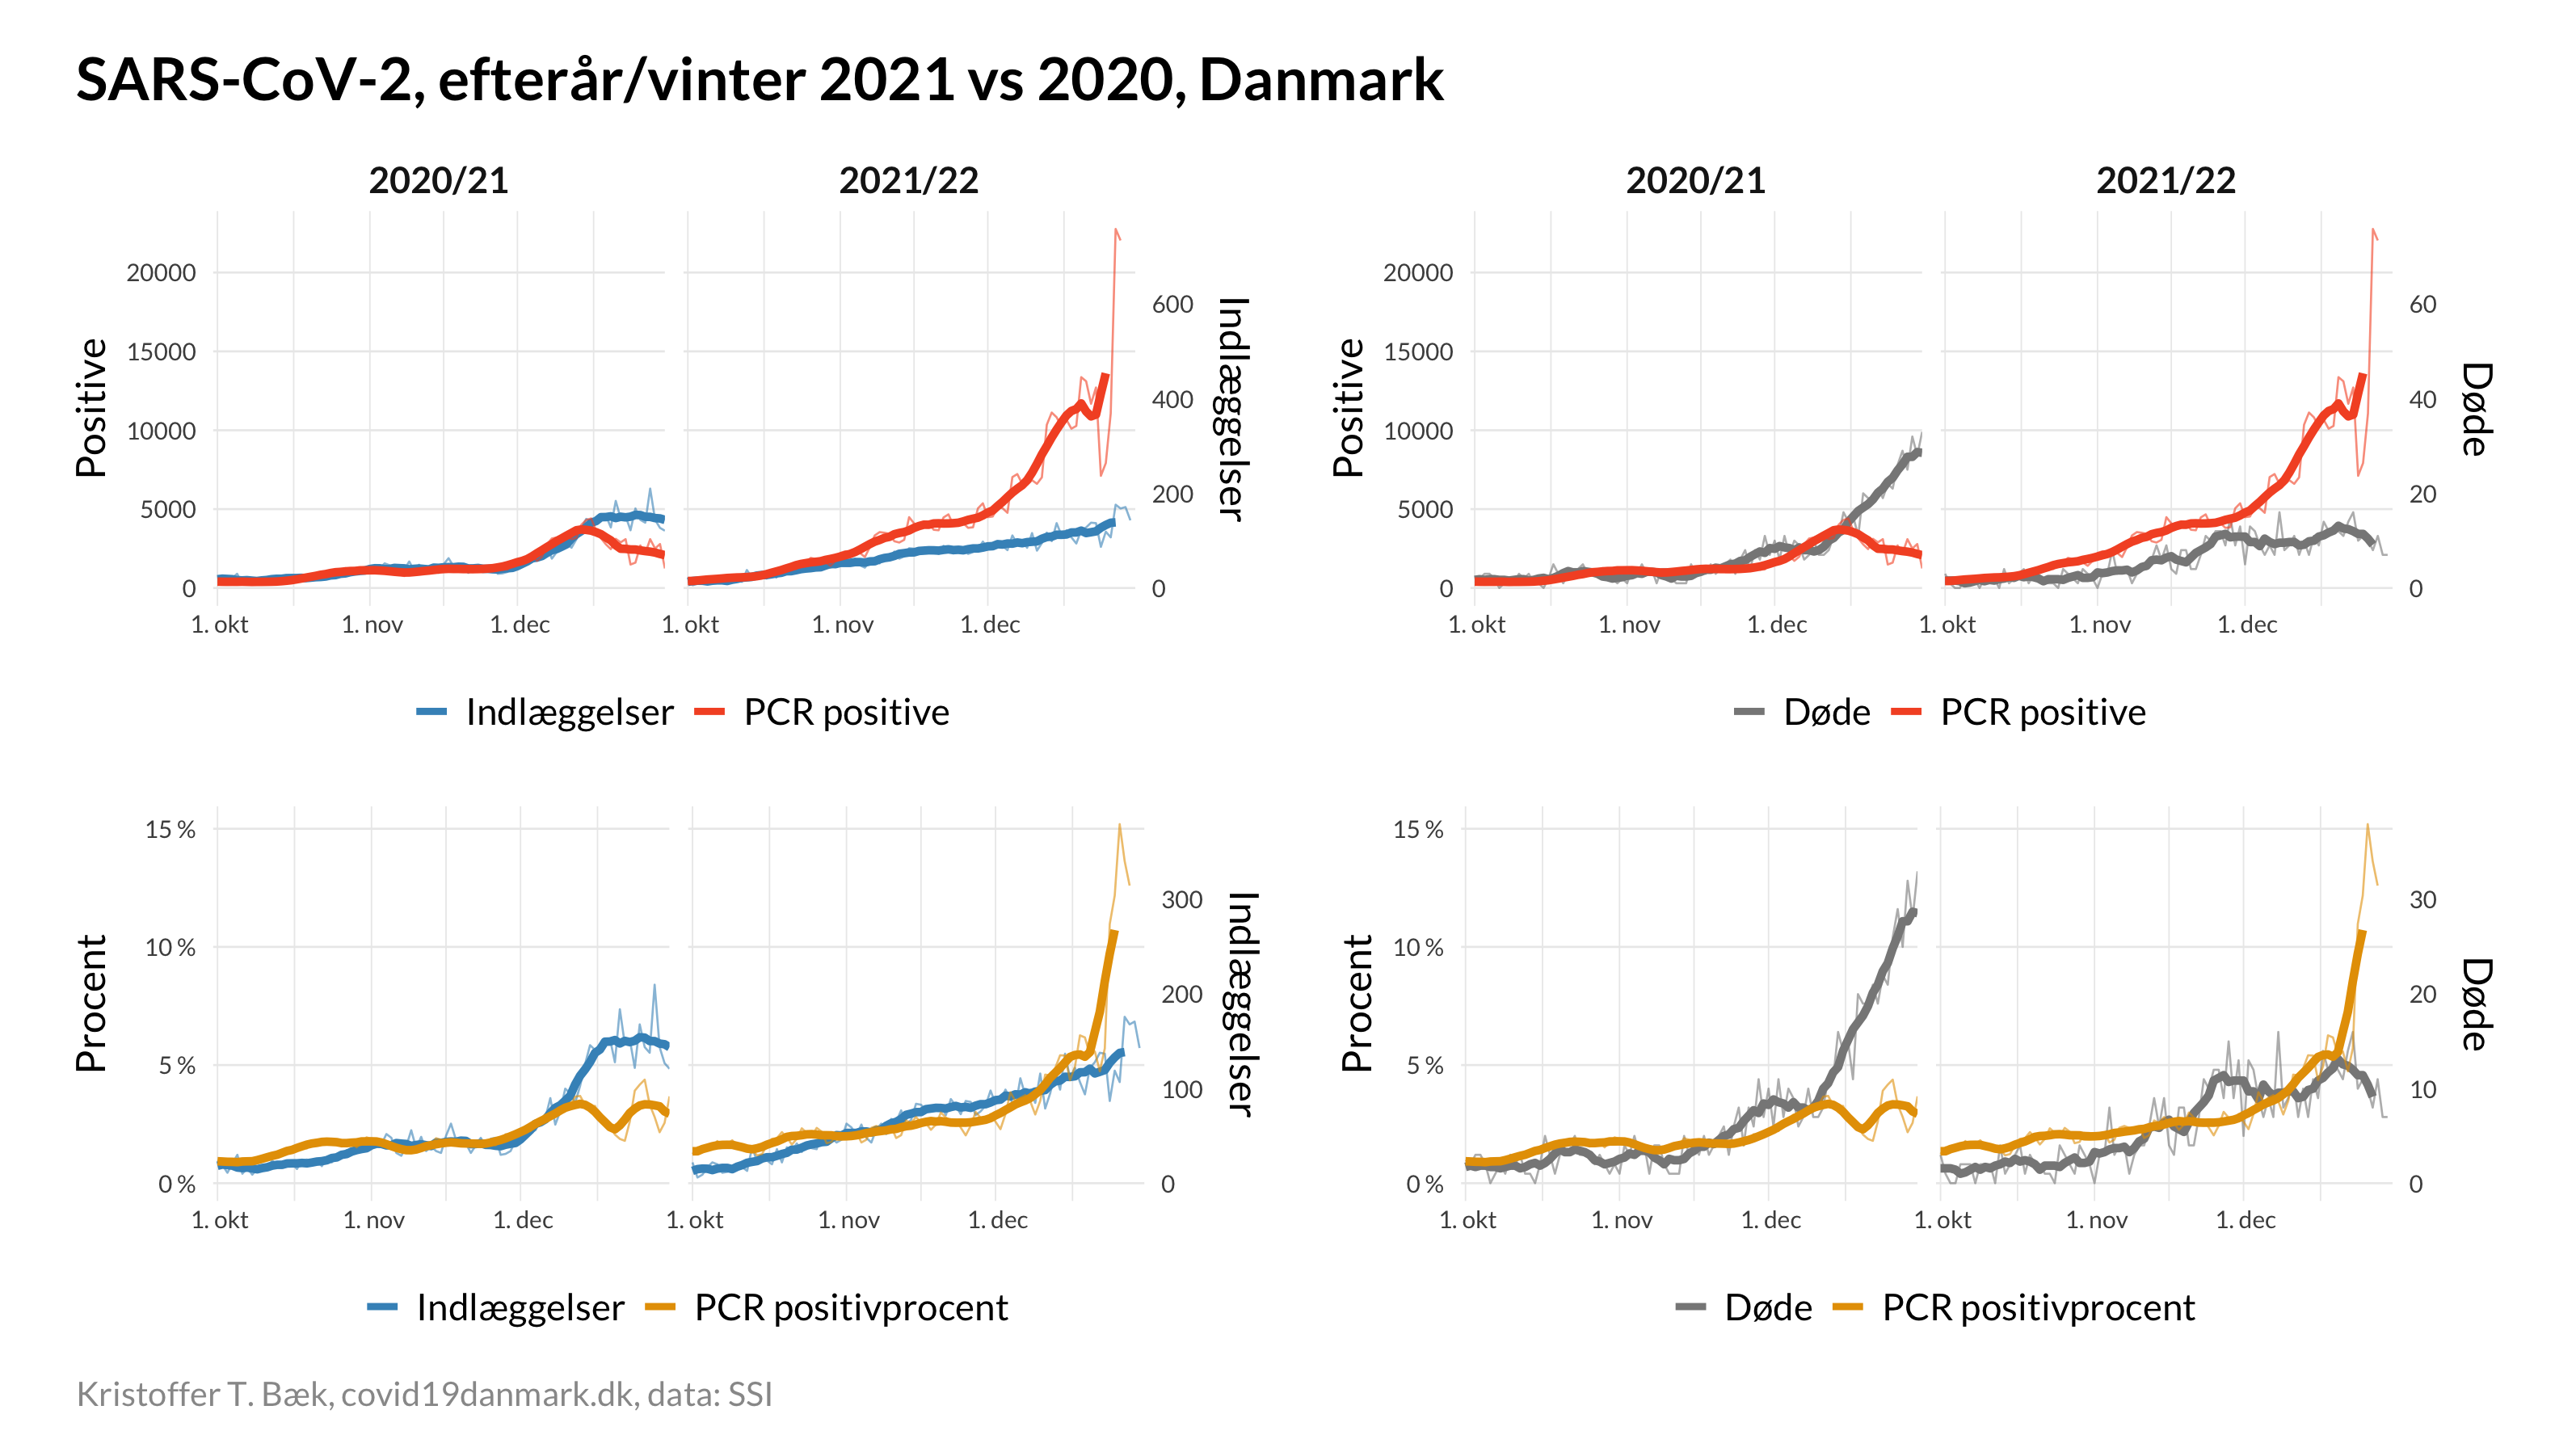 SARS-CoV-2, efterår/vinter 2021 vs 2020, Danmark
2020/21
2021/22
Positive
20000
15000
10000
5000
0
600
400
200
0
Indlæggelser
1. okt
1. nov
1. dec
1. okt
1. nov
1. dec
Indlæggelser
PCR positive
2020/21
2021/22
Positive
20000
15000
10000
5000
0
60
40
20
0
Døde
1. okt
1. nov
1. dec
1. okt
1. nov
1. dec
Døde
PCR positive
Procent
15 %
10 %
5 %
0 %
300
200
100
0
Indlæggelser
1. okt
1. nov
1. dec
1. okt
1. nov
1. dec
Indlæggelser
PCR positivprocent
Procent
15 %
10 %
5 %
0 %
30
20
10
0
Døde
1. okt
1. nov
1. dec
1. okt
1. nov
1. dec
Døde
PCR positivprocent
Kristoffer T. Bæk, covid19danmark.dk, data: SSI